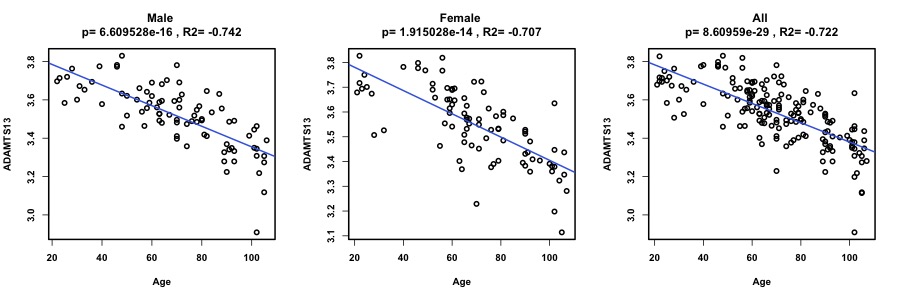 Male
p= 6.609528e-16 , R2= -0.742
ADAMTS13
3.8
3.6
3.4
3.2
3.0
20 40 60 80 100
Age
Female
p= 1.915028e-14 , R2= -0.707
ADAMTS13
3.8
3.7
3.6
3.5
3.4
3.3
3.2
3.1
20 40 60 80 100
Age
All
p= 8.60959e-29 , R2= -0.722
ADAMTS13
3.8
3.6
3.4
3.2
3.0
20 40 60 80 100
Age